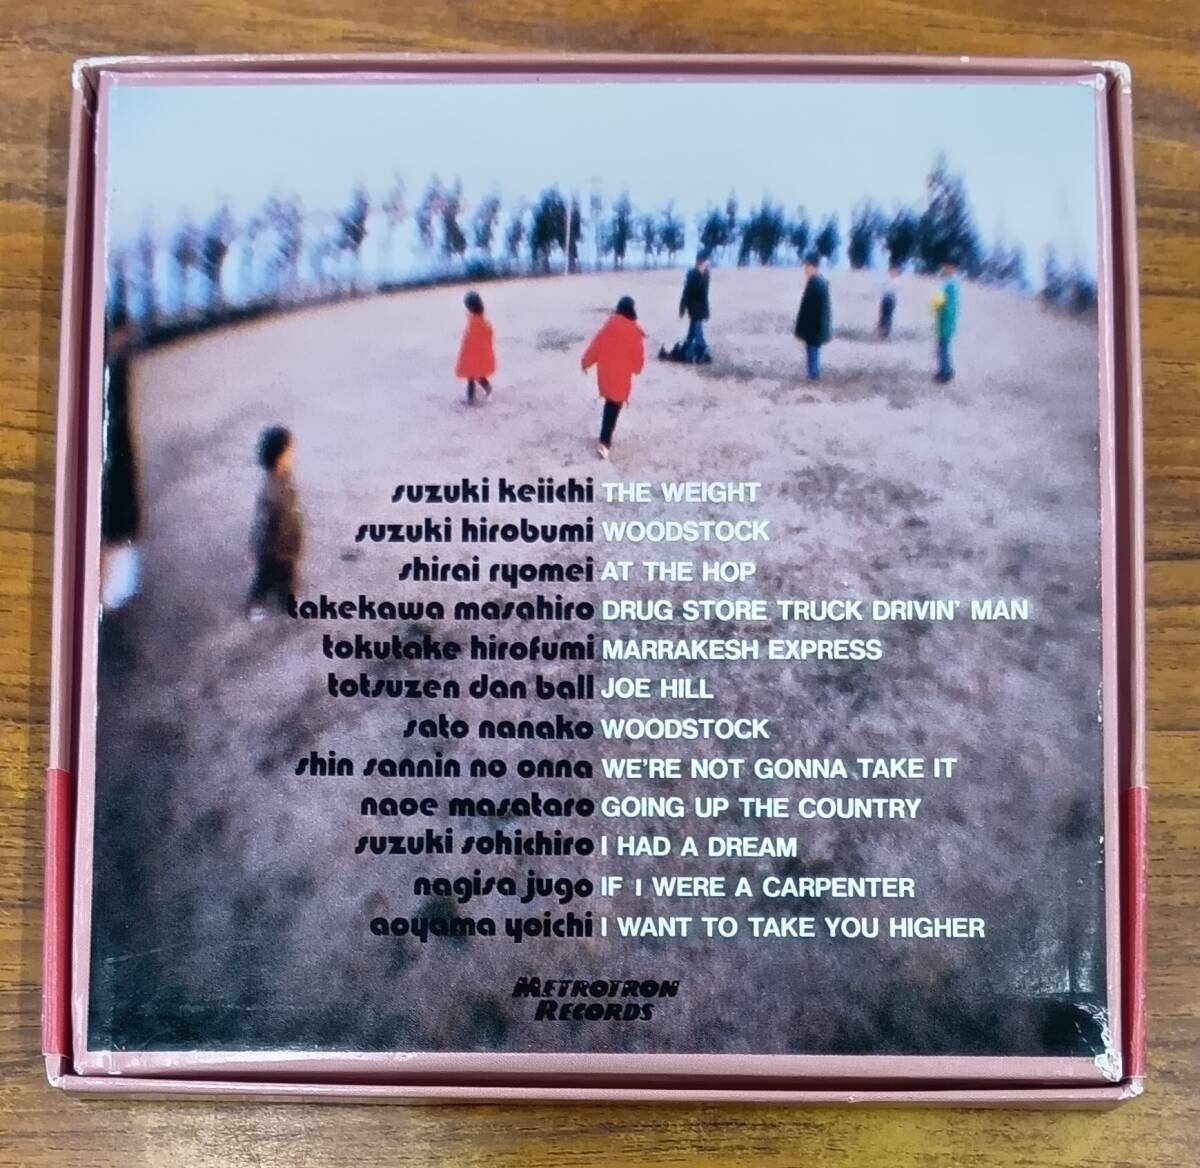 suzuki keiichi THE WEIGHT
suzuki hirobumi WOODSTOCK
shirai ryomei AT THE HOP
takekawa masahiro DRUG STORE TRUCK DRIVIN' MAN
tokutake hirofumi MARRAKESH EXPRESS
totsuzen dan ball JOE HILL
sato nanako WOODSTOCK
shin sannin no onna WE'RE NOT GONNA TAKE IT
naoe masataro GOING UP THE COUNTRY
suzuki sohichiro I HAD A DREAM
nagisa jugo IF I WERE A CARPENTER
aoyama yoichi I WANT TO TAKE YOU HIGHER
METROTRON
RECORDS